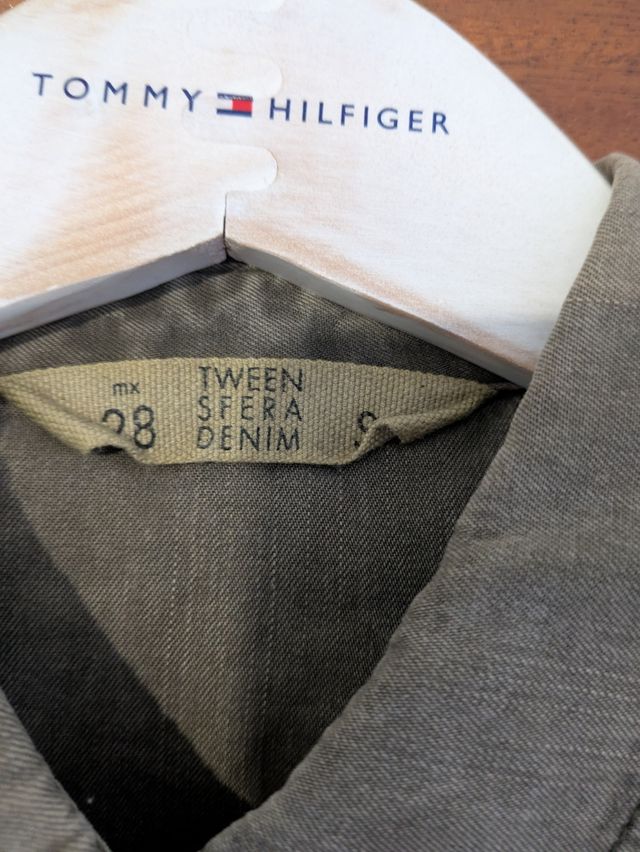 TOMMY HILFIGER
mx
28
TWEEN
SFERA
DENIM
S